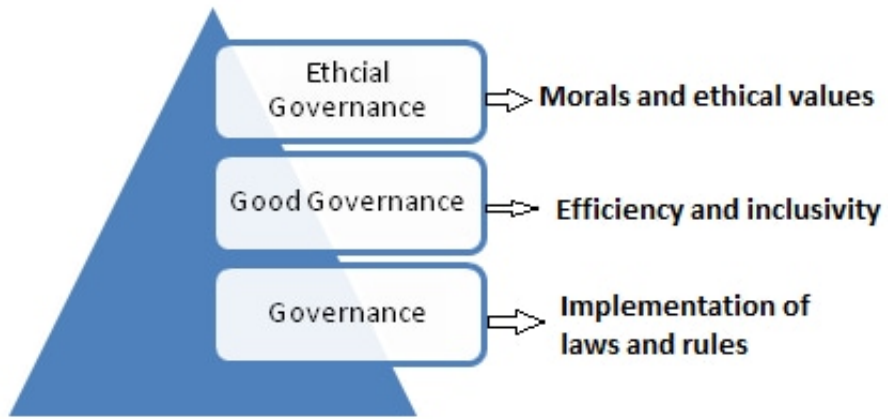 Ethcial
Governance
Morals and ethical values
Good Governance
Efficiency and inclusivity
Governance
Implementation of
laws and rules